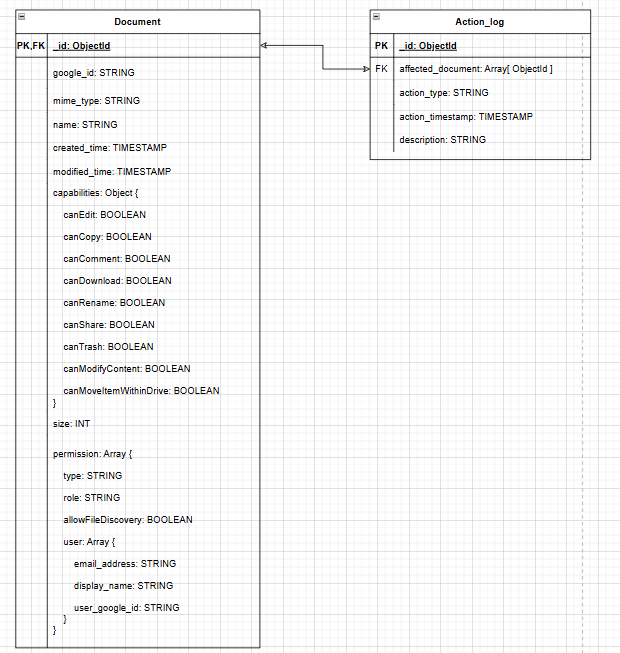 Document
PK,FK _id: ObjectId
google_id: STRING
mime_type: STRING
name: STRING
created_time: TIMESTAMP
modified_time: TIMESTAMP
capabilities: Object {
canEdit: BOOLEAN
canCopy: BOOLEAN
canComment: BOOLEAN
canDownload: BOOLEAN
canRename: BOOLEAN
canShare: BOOLEAN
canTrash: BOOLEAN
canModifyContent: BOOLEAN
canMoveItemWithinDrive: BOOLEAN
}
size: INT
permission: Array {
type: STRING
role: STRING
allowFileDiscovery: BOOLEAN
user: Array {
email_address: STRING
display_name: STRING
user_google_id: STRING
}
}
Action_log
PK _id: ObjectId
FK affected_document: Array[ ObjectId ]
action_type: STRING
action_timestamp: TIMESTAMP
description: STRING